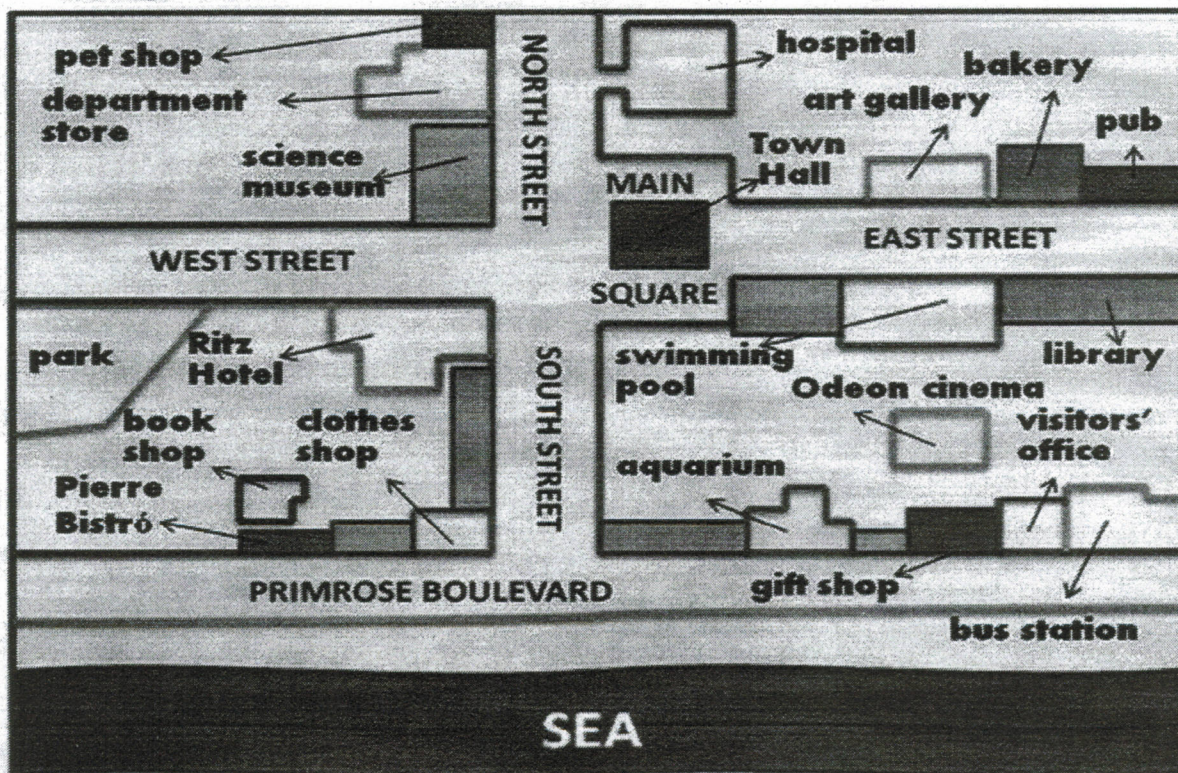 pet shop
department
store
science
museum
NORTH STREET
hospital
bakery
art gallery
pub
Town
Hall
MAIN
SQUARE
WEST STREET
EAST STREET
park
Ritz
Hotel
book
shop
clothes
shop
Pierre
Bistró
SOUTH STREET
swimming
pool
library
Odeon cinema
visitors'
office
aquarium
PRIMROSE BOULEVARD
gift shop
bus station
SEA